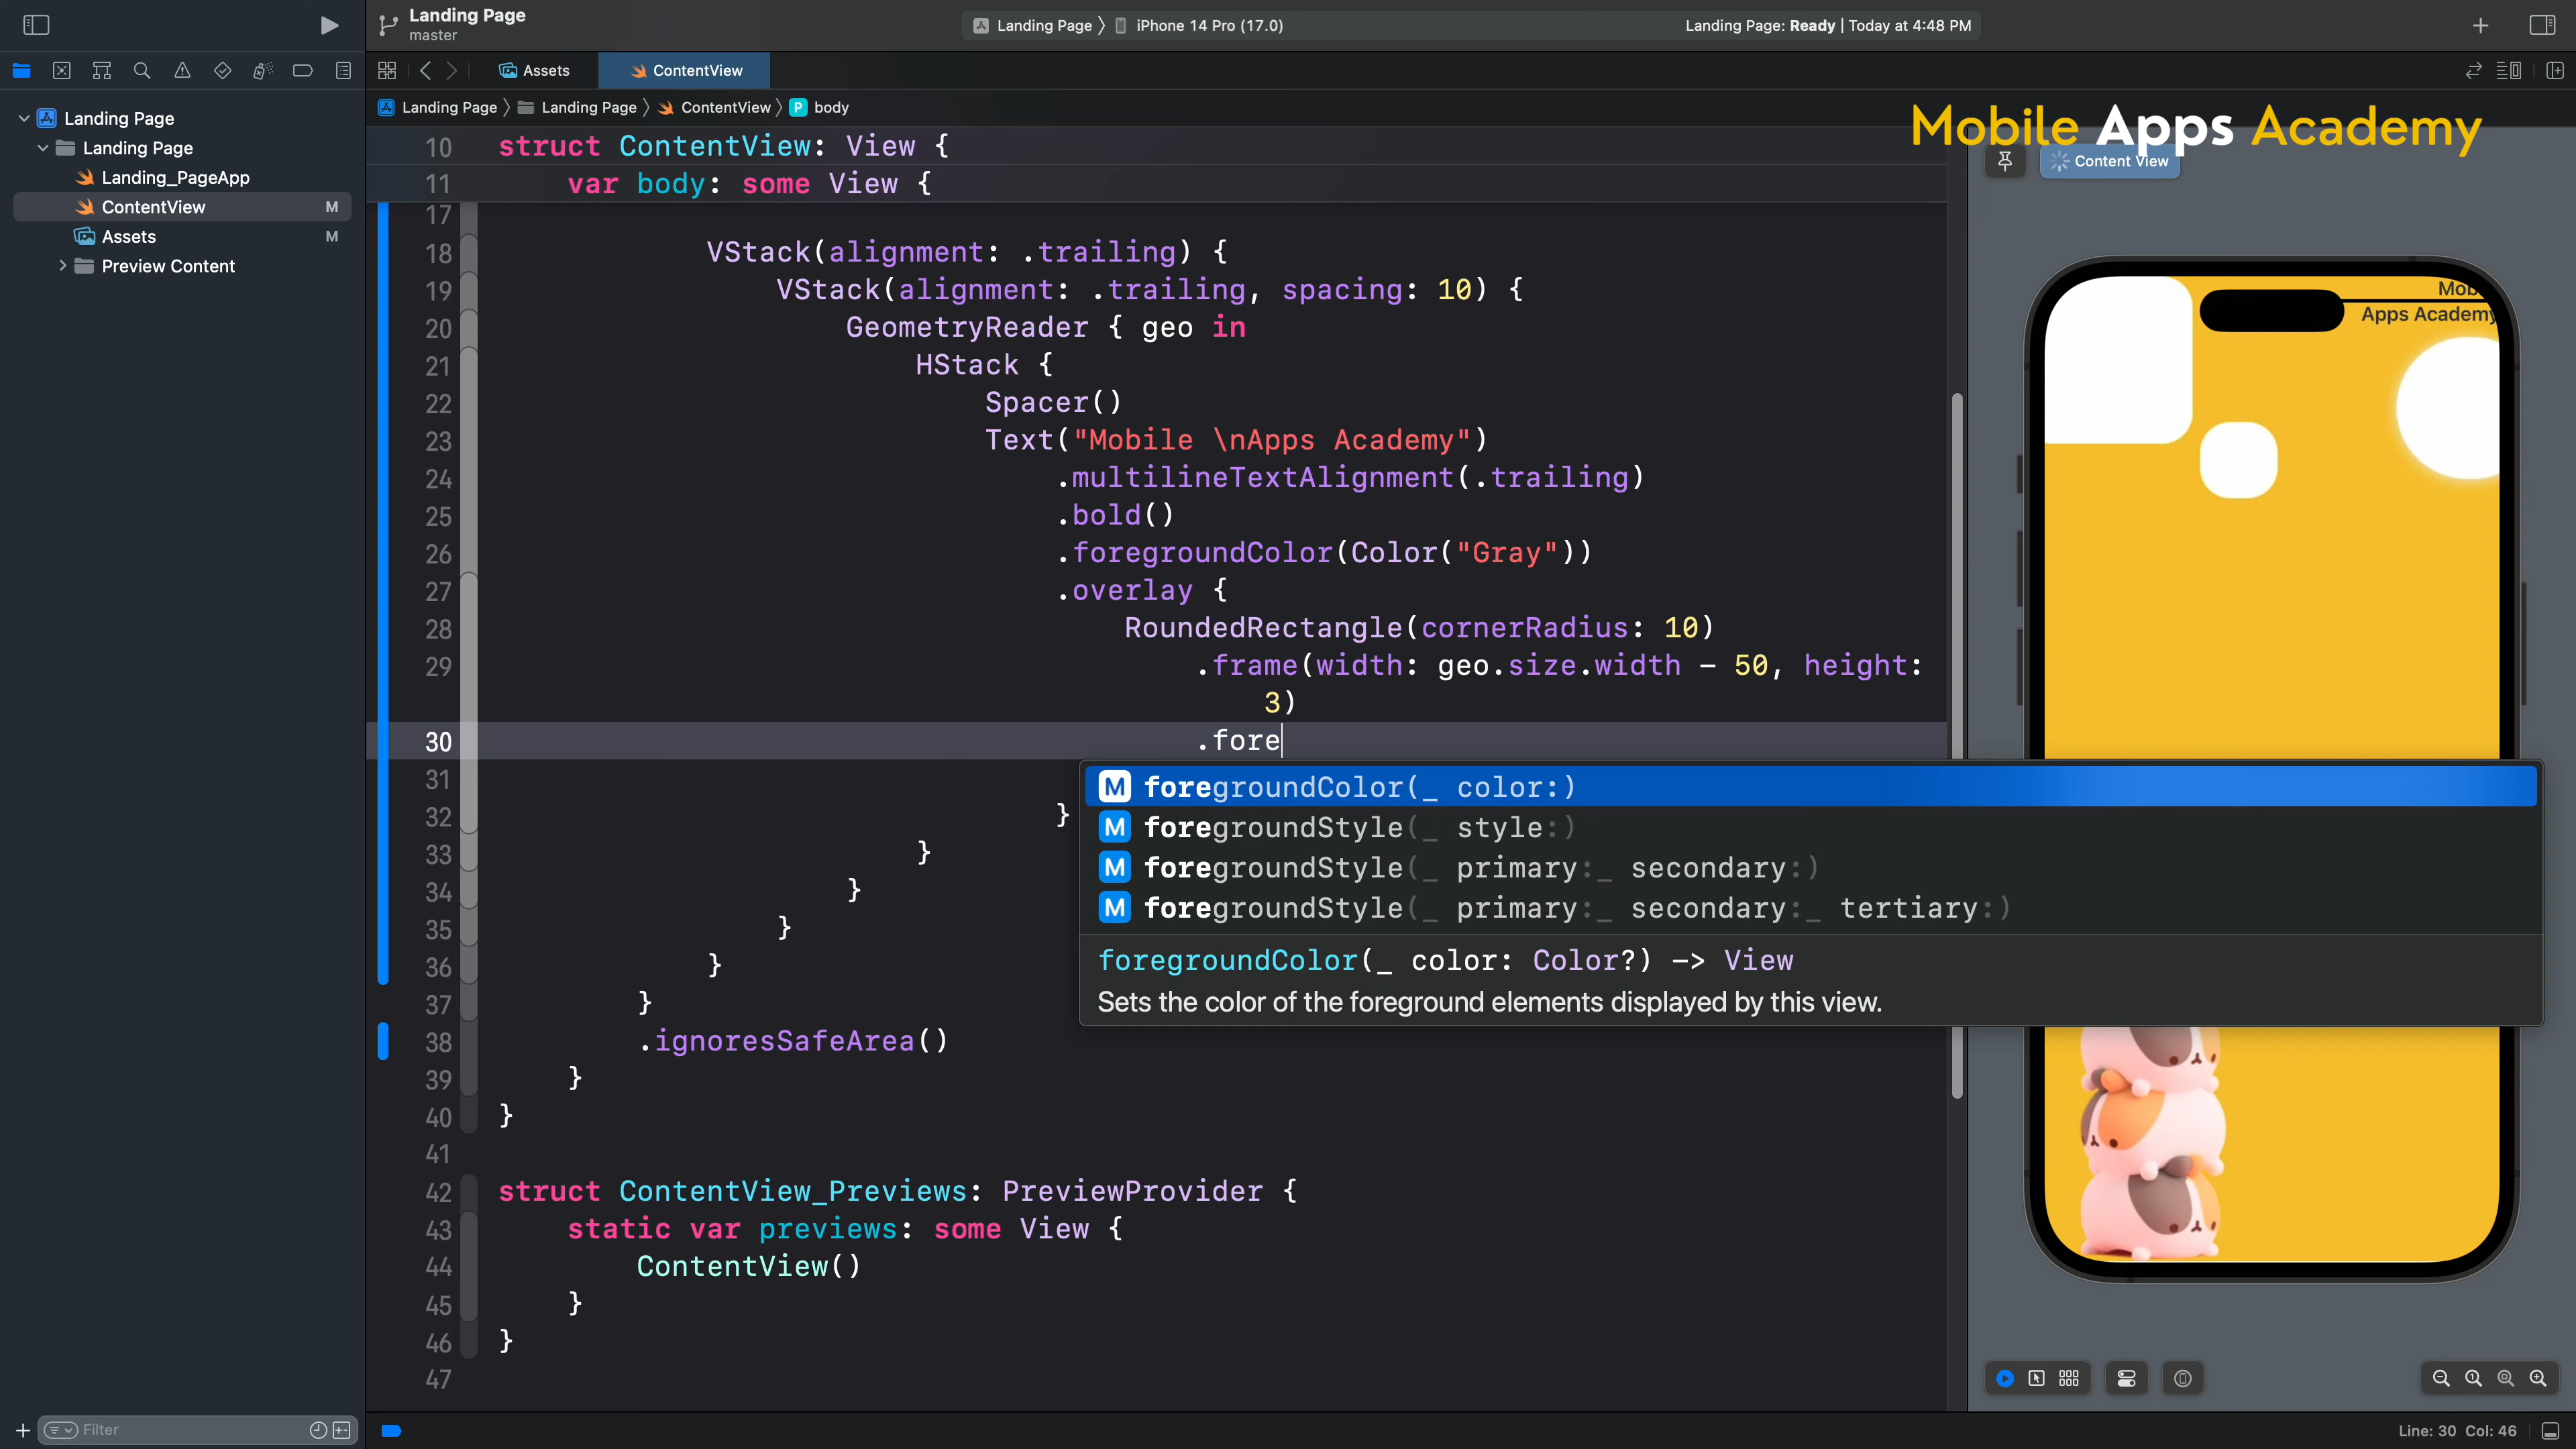 Landing Page
master
Landing Page 〉 iPhone 14 Pro (17.0)
Landing Page: Ready | Today at 4:48 PM
Assets
ContentView
Landing Page 〉 Landing Page 〉 ContentView 〉 P body
Mobile Apps Academy
Content View
Landing Page
Landing Page
Landing_PageApp
ContentView M
Assets M
Preview Content
10 struct ContentView: View {
11 var body: some View {
17
18 VStack(alignment: .trailing) {
19 VStack(alignment: .trailing, spacing: 10) {
20 GeometryReader { geo in
21 HStack {
22 Spacer()
23 Text("Mobile \nApps Academy")
24 .multilineTextAlignment(.trailing)
25 .bold()
26 .foregroundColor(Color("Gray"))
27 .overlay {
28 RoundedRectangle(cornerRadius: 10)
29 .frame(width: geo.size.width - 50, height:
3)
30 .fore
31
32 }
33 }
34 }
35 }
36 }
37 }
38 .ignoresSafeArea()
39 }
40 }
41
42 struct ContentView_Previews: PreviewProvider {
43 static var previews: some View {
44 ContentView()
45 }
46 }
47
M foregroundColor(_ color:)
M foregroundStyle(_ style:)
M foregroundStyle(_ primary:_ secondary:)
M foregroundStyle(_ primary:_ secondary:_ tertiary:)
foregroundColor(_ color: Color?) -> View
Sets the color of the foreground elements displayed by this view.
Apps Academy
Filter
Line: 30 Col: 46